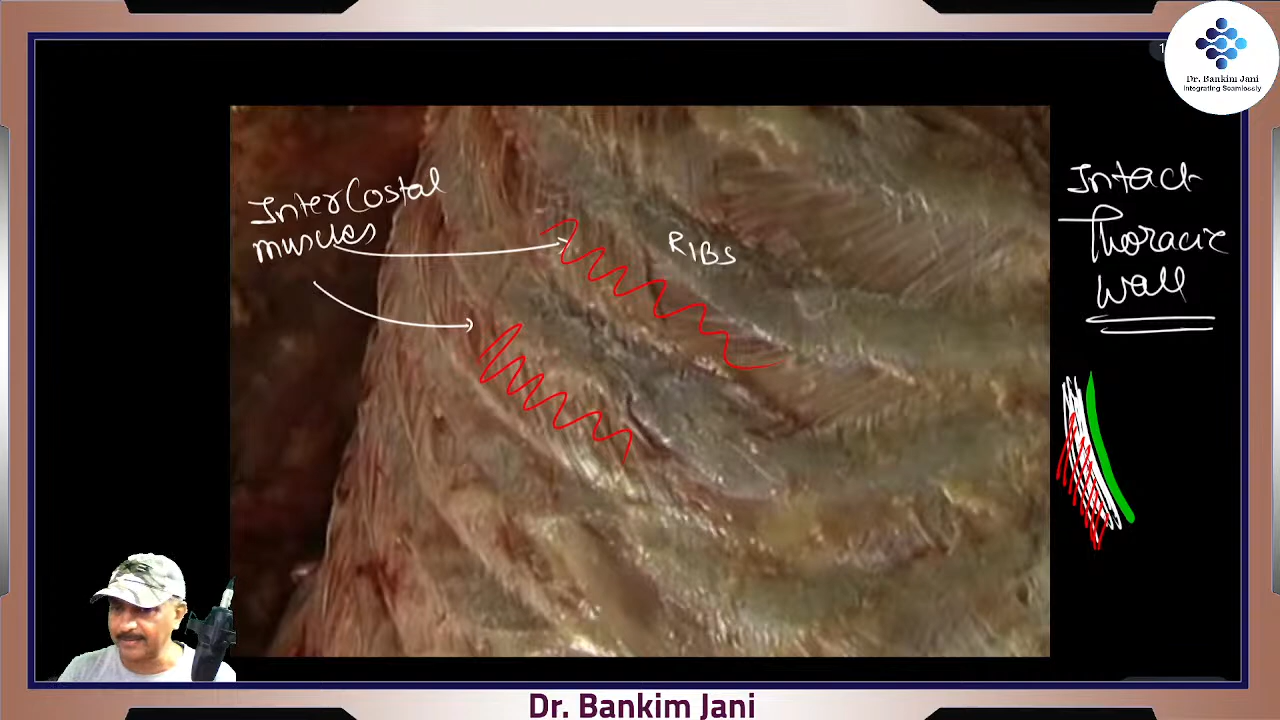 Dr. Bankim Jani
Integrating Seamlessly
InterCostal
muscles
RIBS
Intact
Thoracic
wall
Dr. Bankim Jani